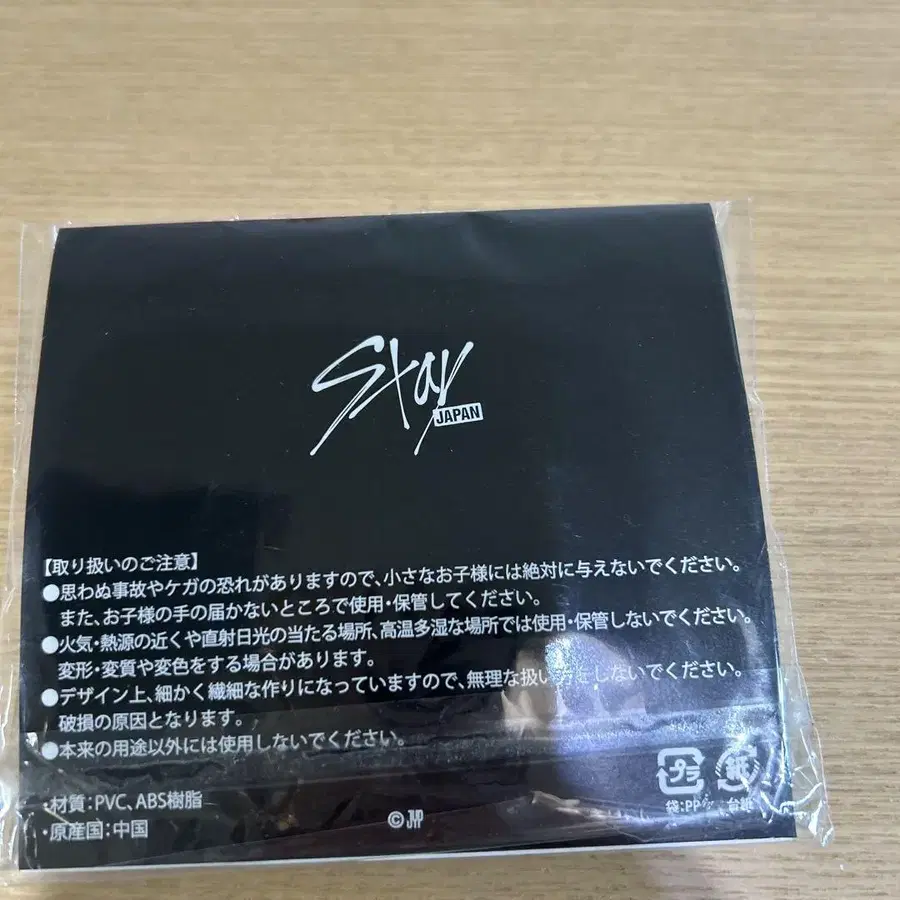 Stay
JAPAN
【取り扱いのご注意】
●思わぬ事故やケガの恐れがありますので、小さなお子様には絶対に与えないでください。
また、お子様の手の届かないところで使用・保管してください。
●火気・熱源の近くや直射日光の当たる場所、高温多湿な場所では使用・保管しないでください。
変形・変質や変色をする場合があります。
●デザイン上、細かく繊細な作りになっていますので、無理な扱い をしないでください。
破損の原因となります。
●本来の用途以外には使用しないでください。
・材質:PVC、ABS樹脂
・原産国:中国
© JYP
プラ
袋:PP
紙
台紙